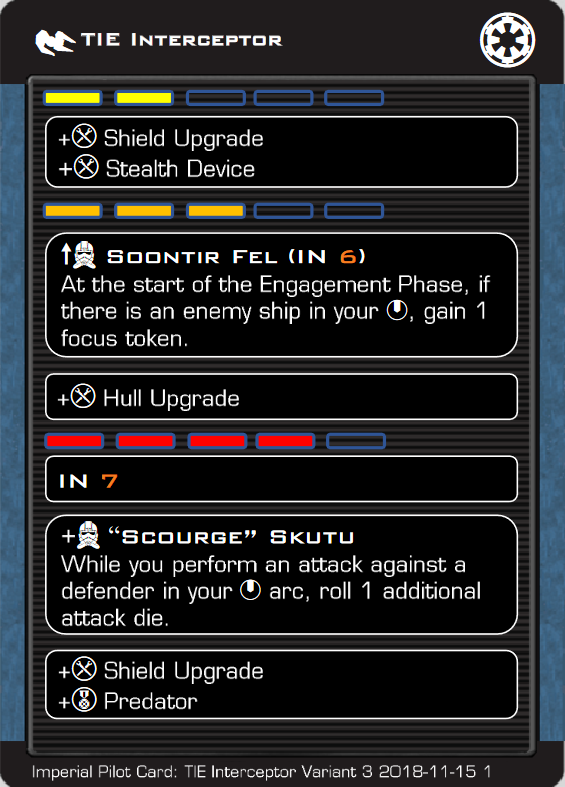 TIE Interceptor
+ Shield Upgrade
+ Stealth Device
Soontir Fel (IN 6)
At the start of the Engagement Phase, if
there is an enemy ship in your , gain 1
focus token.
+ Hull Upgrade
IN 7
+ “Scourge” Skutu
While you perform an attack against a
defender in your arc, roll 1 additional
attack die.
+ Shield Upgrade
+ Predator
Imperial Pilot Card: TIE Interceptor Variant 3 2018-11-15 1